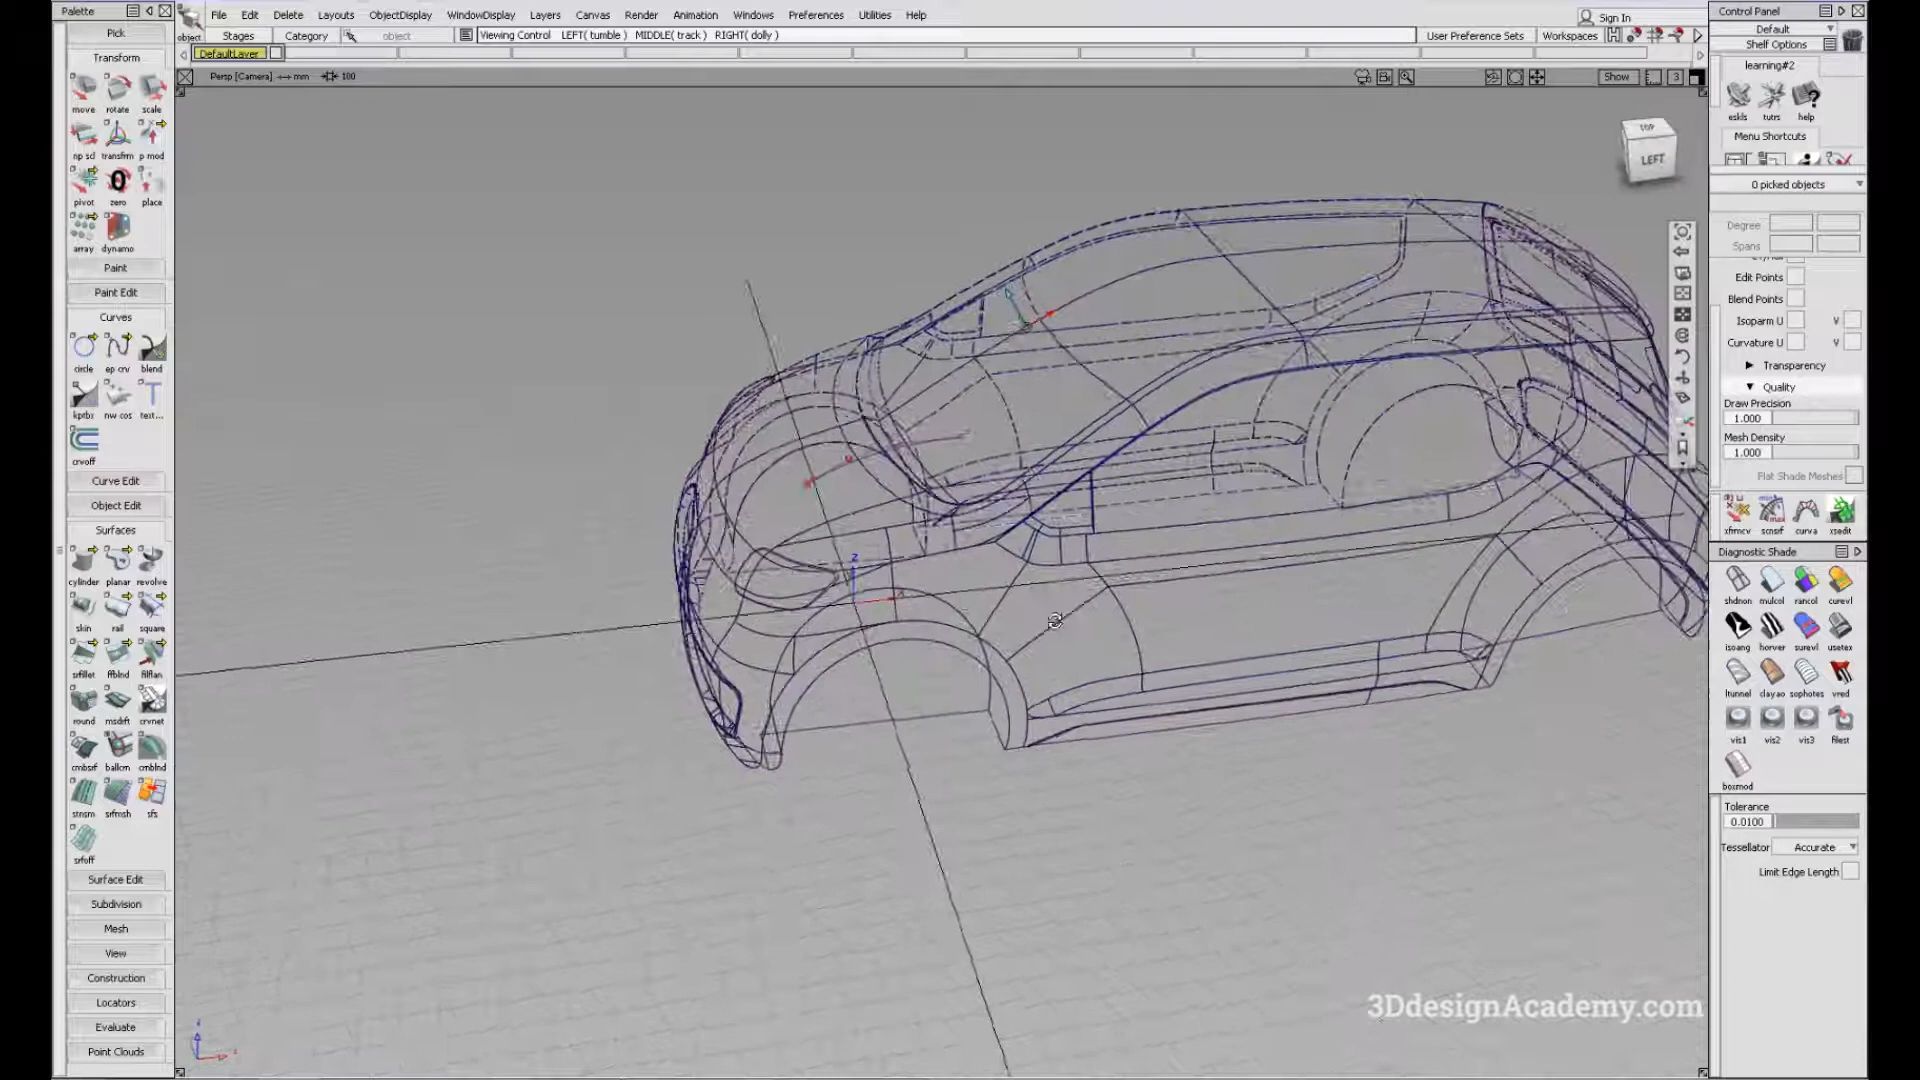 Palette
Pick
Transform
move rotate scale
np scl transfrm p mod
pivot zero place
array dynamo
Paint
Paint Edit
Curves
circle ep crv blend
kptbx nw cos text...
crvoff
Curve Edit
Object Edit
Surfaces
cylinder planar revolve
skin rail square
srfillet ffblnd filflan
round msdrft crvnet
cmbsrf ballcrn cmblnd
srfmsh sfs
srfoff
Surface Edit
Subdivision
Mesh
View
Construction
Locators
Evaluate
Point Clouds
object
File Edit Delete Layouts ObjectDisplay WindowDisplay Layers Canvas Render Animation Windows Preferences Utilities Help
Sign In
Stages Category object
Viewing Control LEFT( tumble ) MIDDLE( track ) RIGHT( dolly )
User Preference Sets Workspaces
DefaultLayer
Persp [Camera] mm 100
Show 3
TOP
LEFT
z
3DdesignAcademy.com
Control Panel
Default
Shelf Options
learning#2
eskls tutrs help
Menu Shortcuts
0 picked objects
Degree
Spans
Edit Points
Blend Points
Isoparm U V
Curvature U V
Transparency
Quality
Draw Precision
1.000
Mesh Density
1.000
Flat Shade Meshes
xfrmcv scnsrf curva xsedit
Diagnostic Shade
shdnon mulcol rancol curevl
isoang horver surevl usetex
ltunnel clayao sophotes vred
vis1 vis2 vis3 filest
boxmod
Tolerance
0.0100
Tessellator Accurate
Limit Edge Length